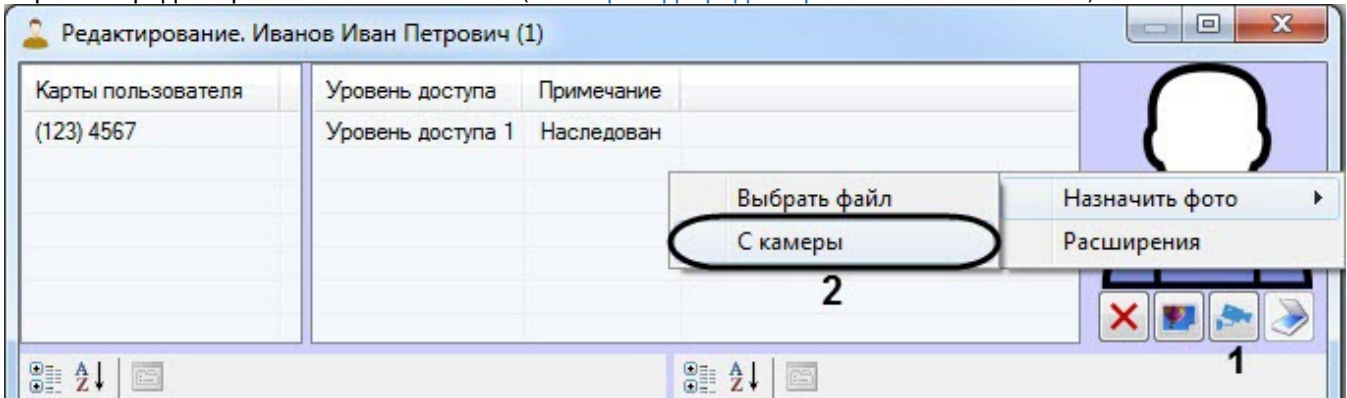 Редактирование. Иванов Иван Петрович (1)
Карты пользователя
Уровень доступа Примечание
(123) 4567
Уровень доступа 1 Наследован
Выбрать файл
Назначить фото
С камеры
Расширения
2
1